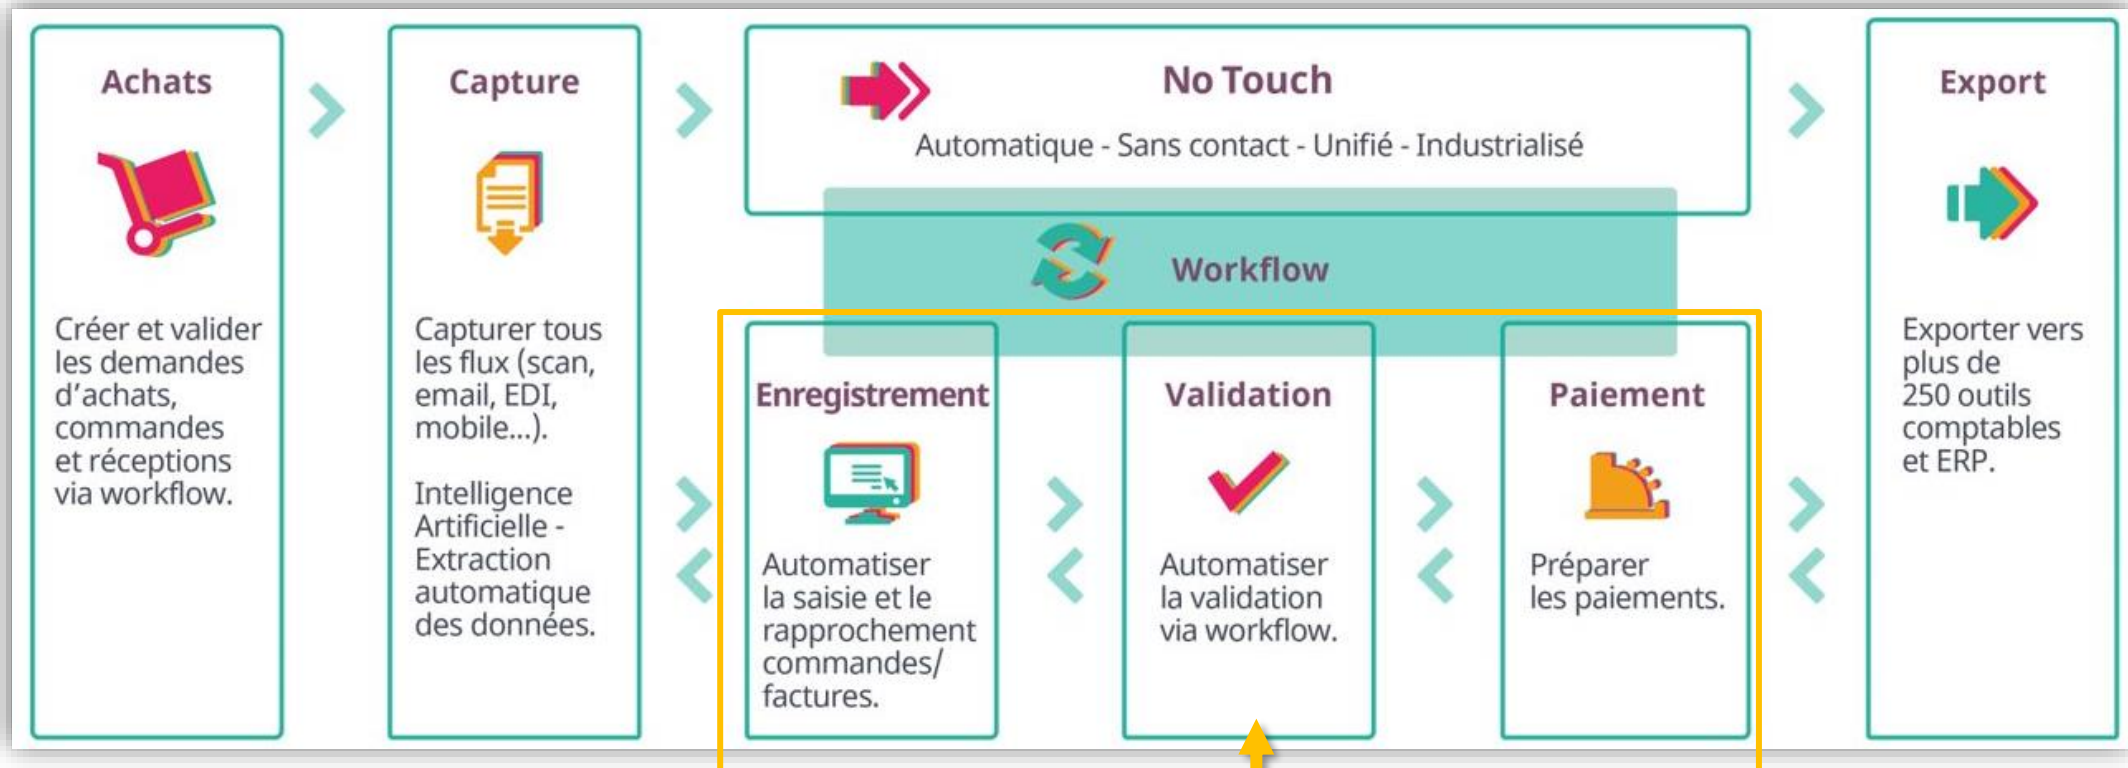 Achats
Créer et valider
les demandes
d'achats,
commandes
et réceptions
via workflow.
Capture
Capturer tous
les flux (scan,
email, EDI,
mobile...).
Intelligence
Artificielle -
Extraction
automatique
des données.
No Touch
Automatique - Sans contact - Unifié - Industrialisé
Workflow
Enregistrement
Automatiser
la saisie et le
rapprochement
commandes/
factures.
Validation
Automatiser
la validation
via workflow.
Paiement
Préparer
les paiements.
Export
Exporter vers
plus de
250 outils
comptables
et ERP.